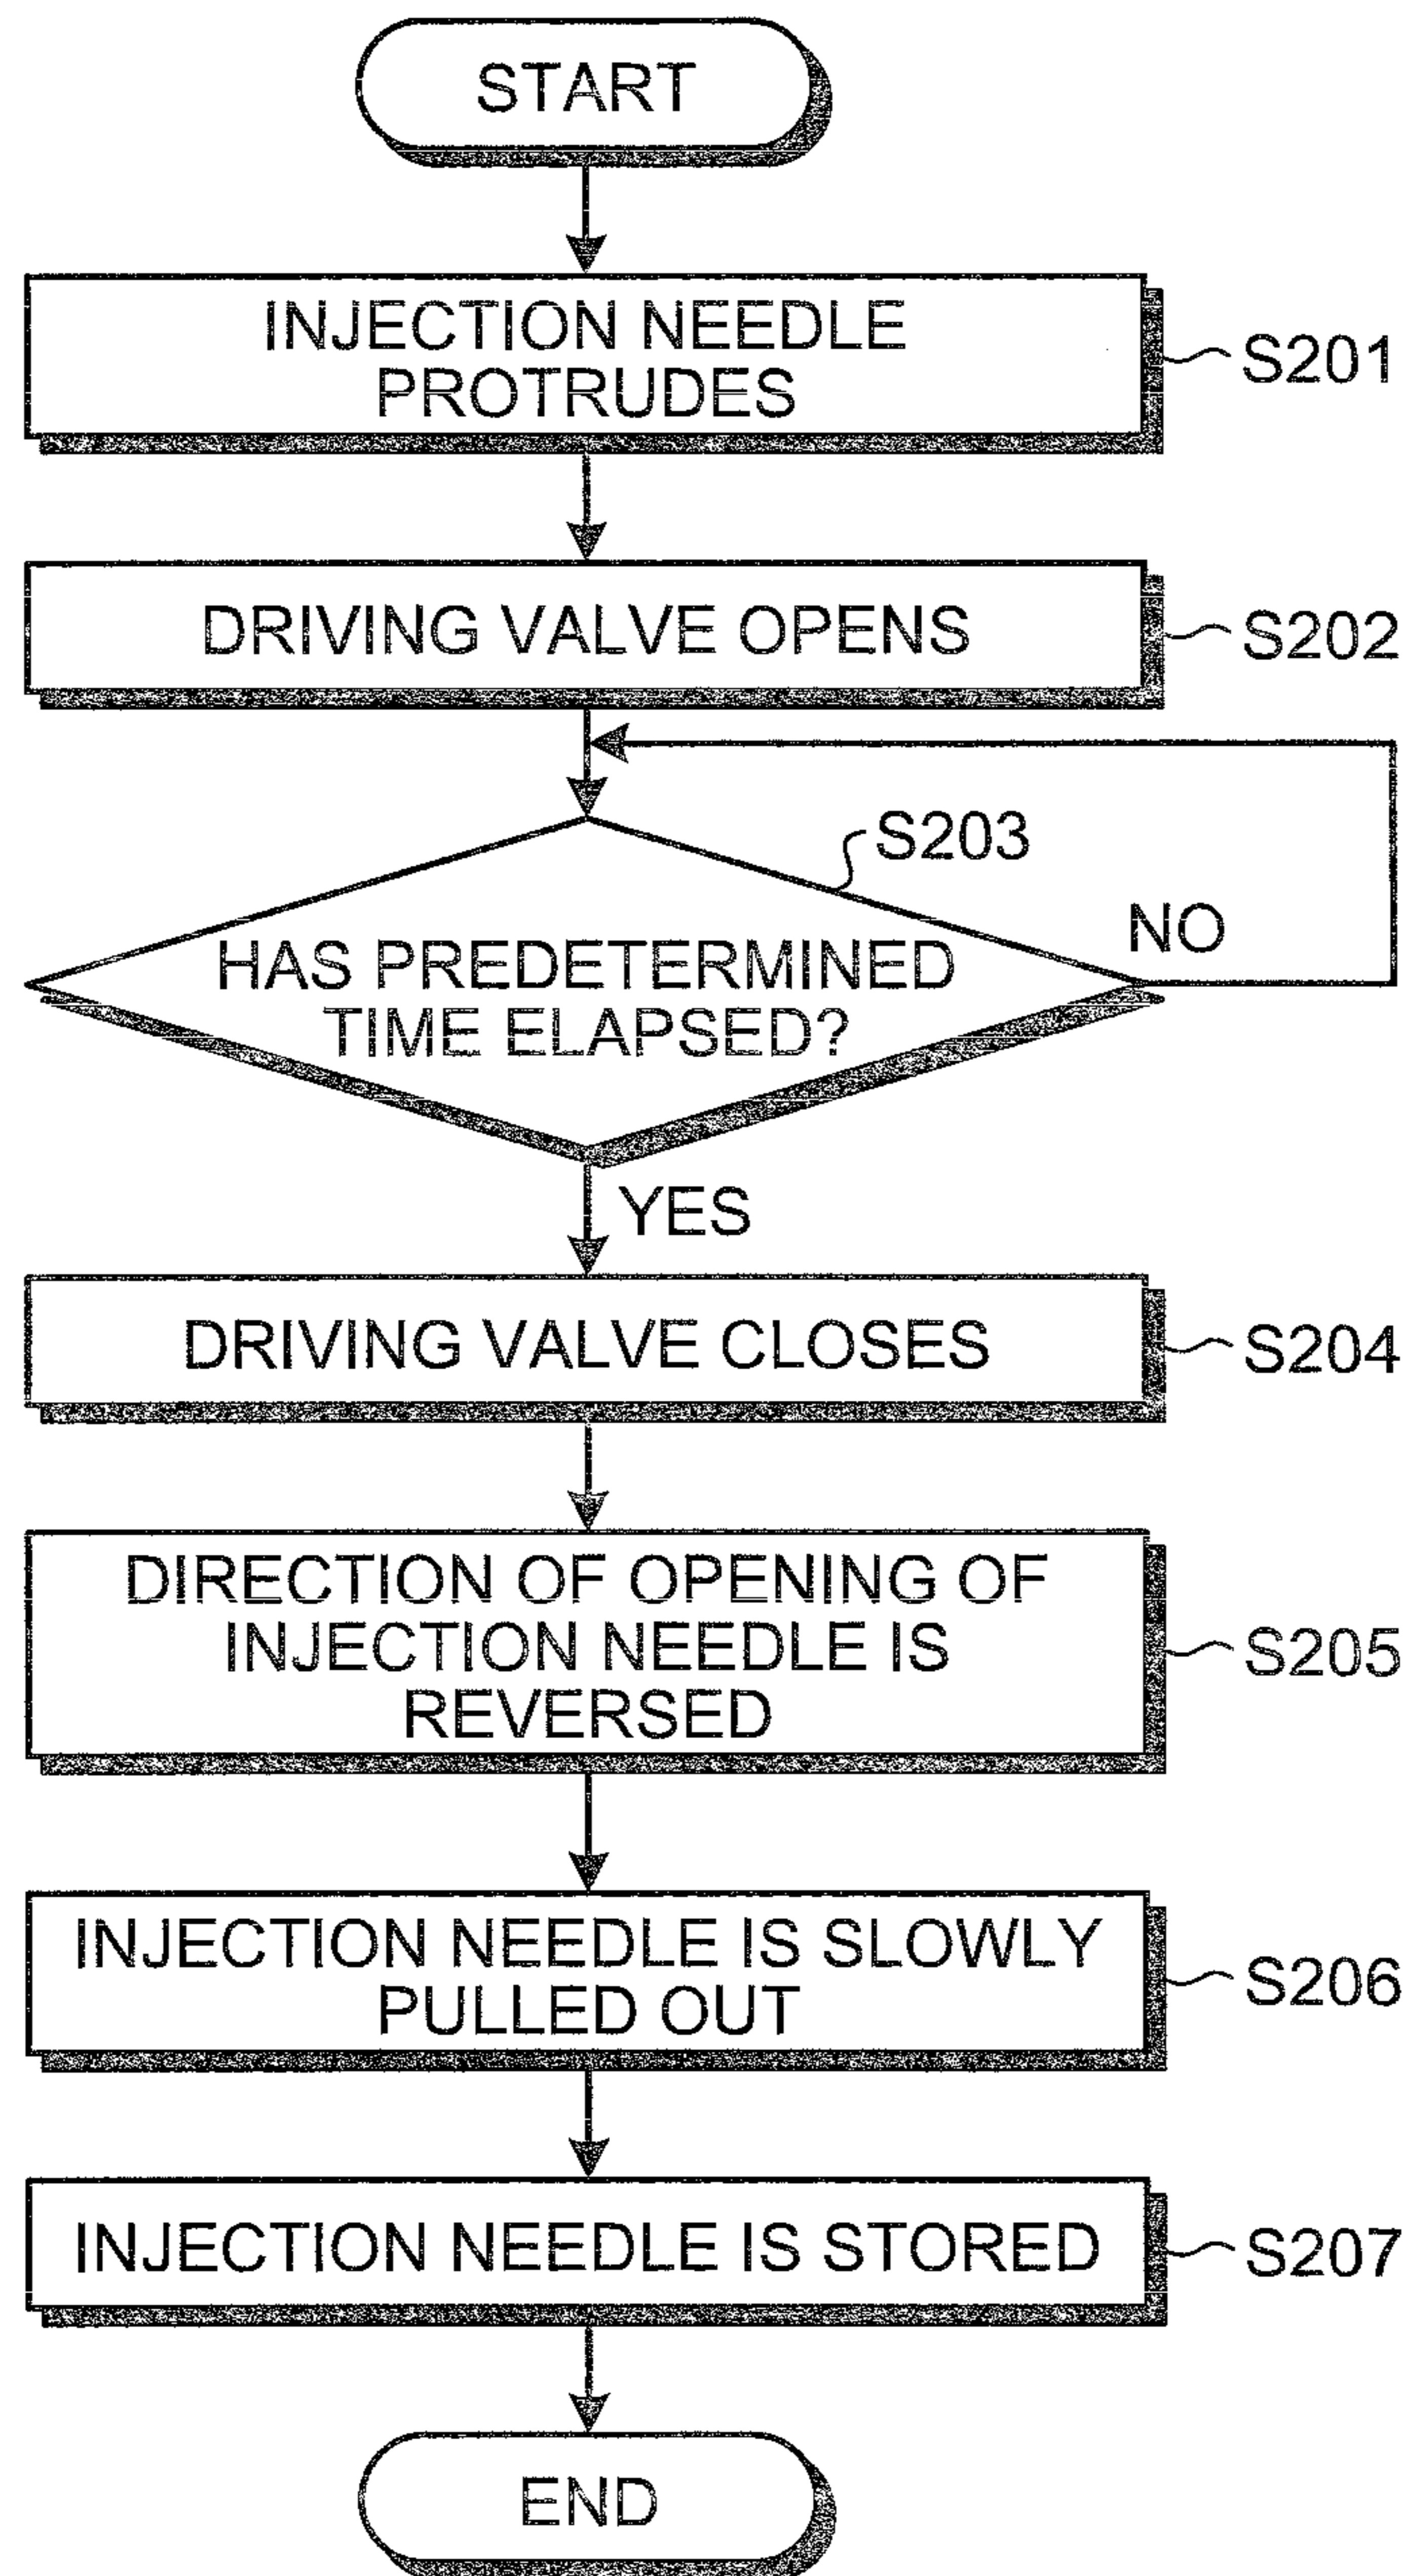 START
INJECTION NEEDLE
PROTRUDES
S201
DRIVING VALVE OPENS
S202
S203
NO
HAS PREDETERMINED
TIME ELAPSED?
YES
DRIVING VALVE CLOSES
S204
DIRECTION OF OPENING OF
INJECTION NEEDLE IS
REVERSED
S205
INJECTION NEEDLE IS SLOWLY
PULLED OUT
S206
INJECTION NEEDLE IS STORED
S207
END